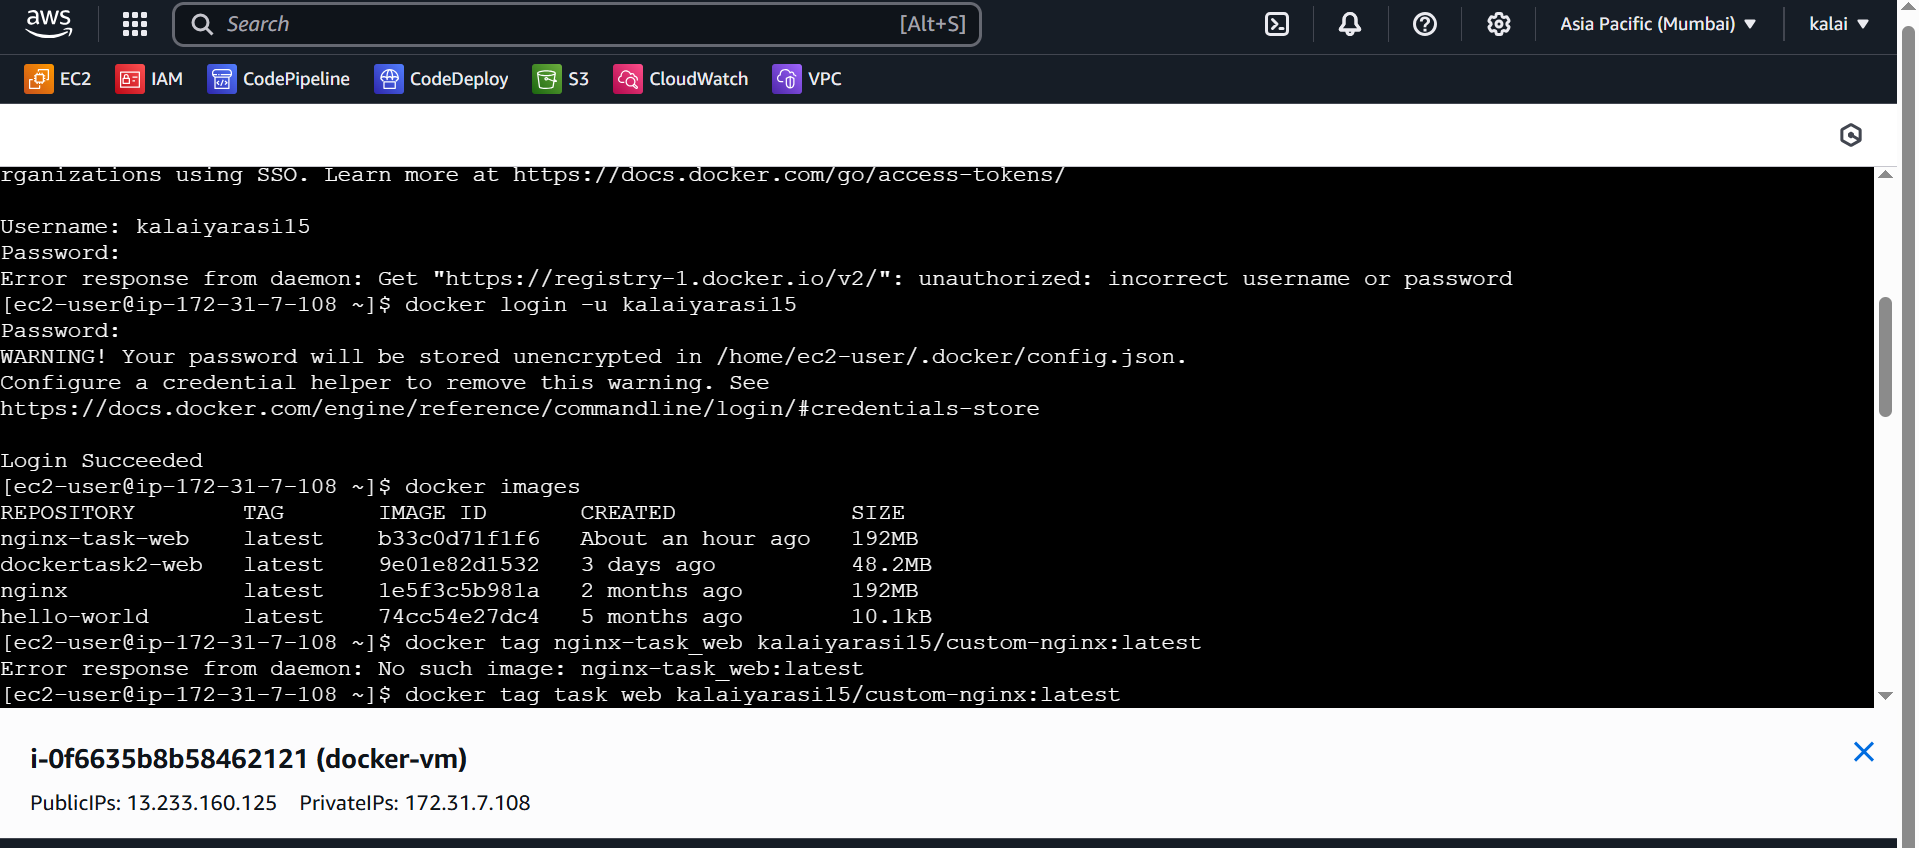 aws
Search [Alt+S]
Asia Pacific (Mumbai)
kalai
EC2 IAM CodePipeline CodeDeploy S3 CloudWatch VPC
rganizations using SSO. Learn more at https://docs.docker.com/go/access-tokens/
Username: kalaiyarasi15
Password:
Error response from daemon: Get "https://registry-1.docker.io/v2/": unauthorized: incorrect username or password
[ec2-user@ip-172-31-7-108 ~]$ docker login -u kalaiyarasi15
Password:
WARNING! Your password will be stored unencrypted in /home/ec2-user/.docker/config.json.
Configure a credential helper to remove this warning. See
https://docs.docker.com/engine/reference/commandline/login/#credentials-store
Login Succeeded
[ec2-user@ip-172-31-7-108 ~]$ docker images
REPOSITORY TAG IMAGE ID CREATED SIZE
nginx-task-web latest b33c0d71f1f6 About an hour ago 192MB
dockertask2-web latest 9e01e82d1532 3 days ago 48.2MB
nginx latest 1e5f3c5b981a 2 months ago 192MB
hello-world latest 74cc54e27dc4 5 months ago 10.1kB
[ec2-user@ip-172-31-7-108 ~]$ docker tag nginx-task_web kalaiyarasi15/custom-nginx:latest
Error response from daemon: No such image: nginx-task_web:latest
[ec2-user@ip-172-31-7-108 ~]$ docker tag task web kalaiyarasi15/custom-nginx:latest
i-0f6635b8b58462121 (docker-vm)
PublicIPs: 13.233.160.125 PrivateIPs: 172.31.7.108